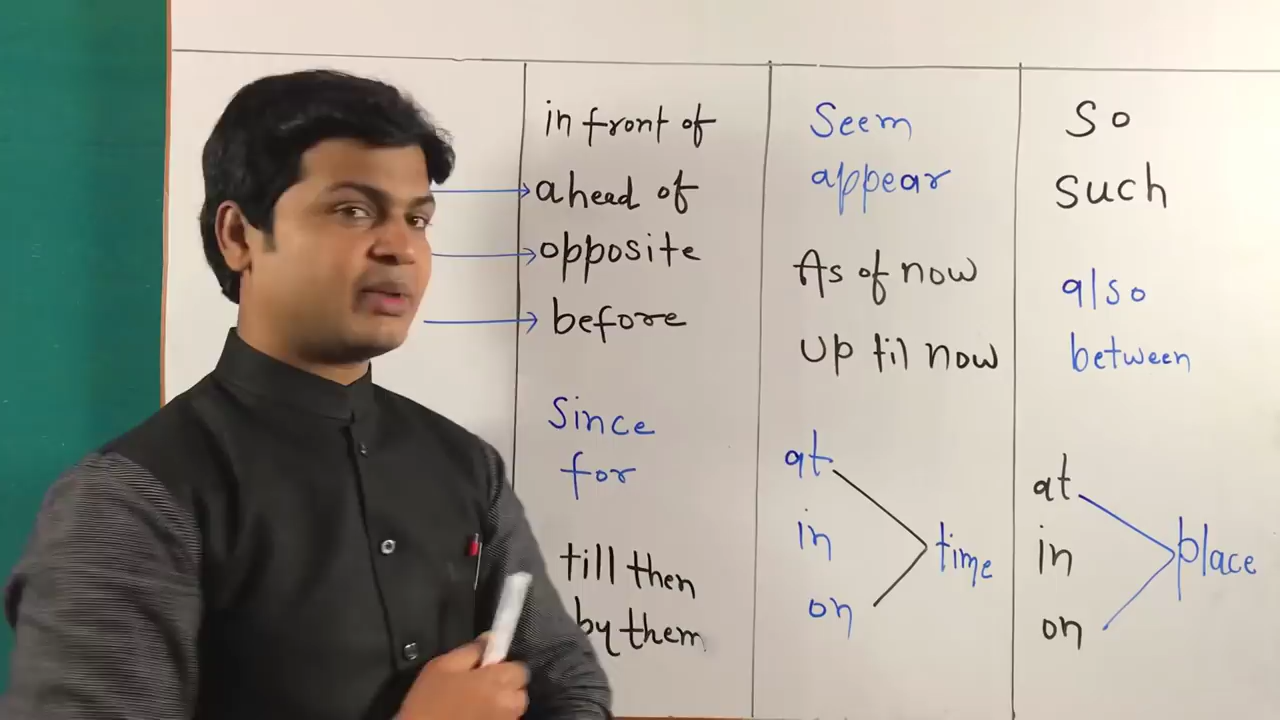 in front of
ahead of
opposite
before
Since
for
till then
by them
Seem
appear
As of now
Up til now
at
in
on
time
So
Such
also
between
at
in
on
place